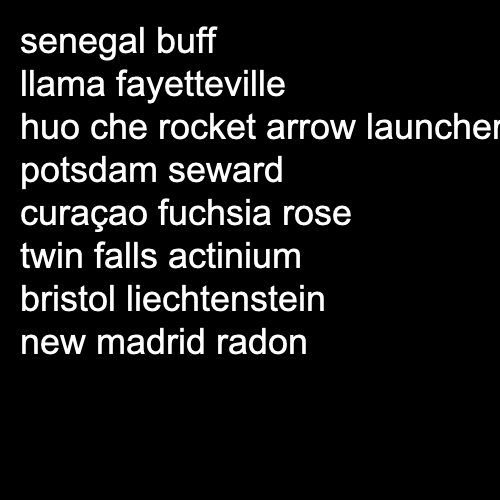 senegal buff
llama fayetteville
huo che rocket arrow launcher
potsdam seward
curaçao fuchsia rose
twin falls actinium
bristol liechtenstein
new madrid radon